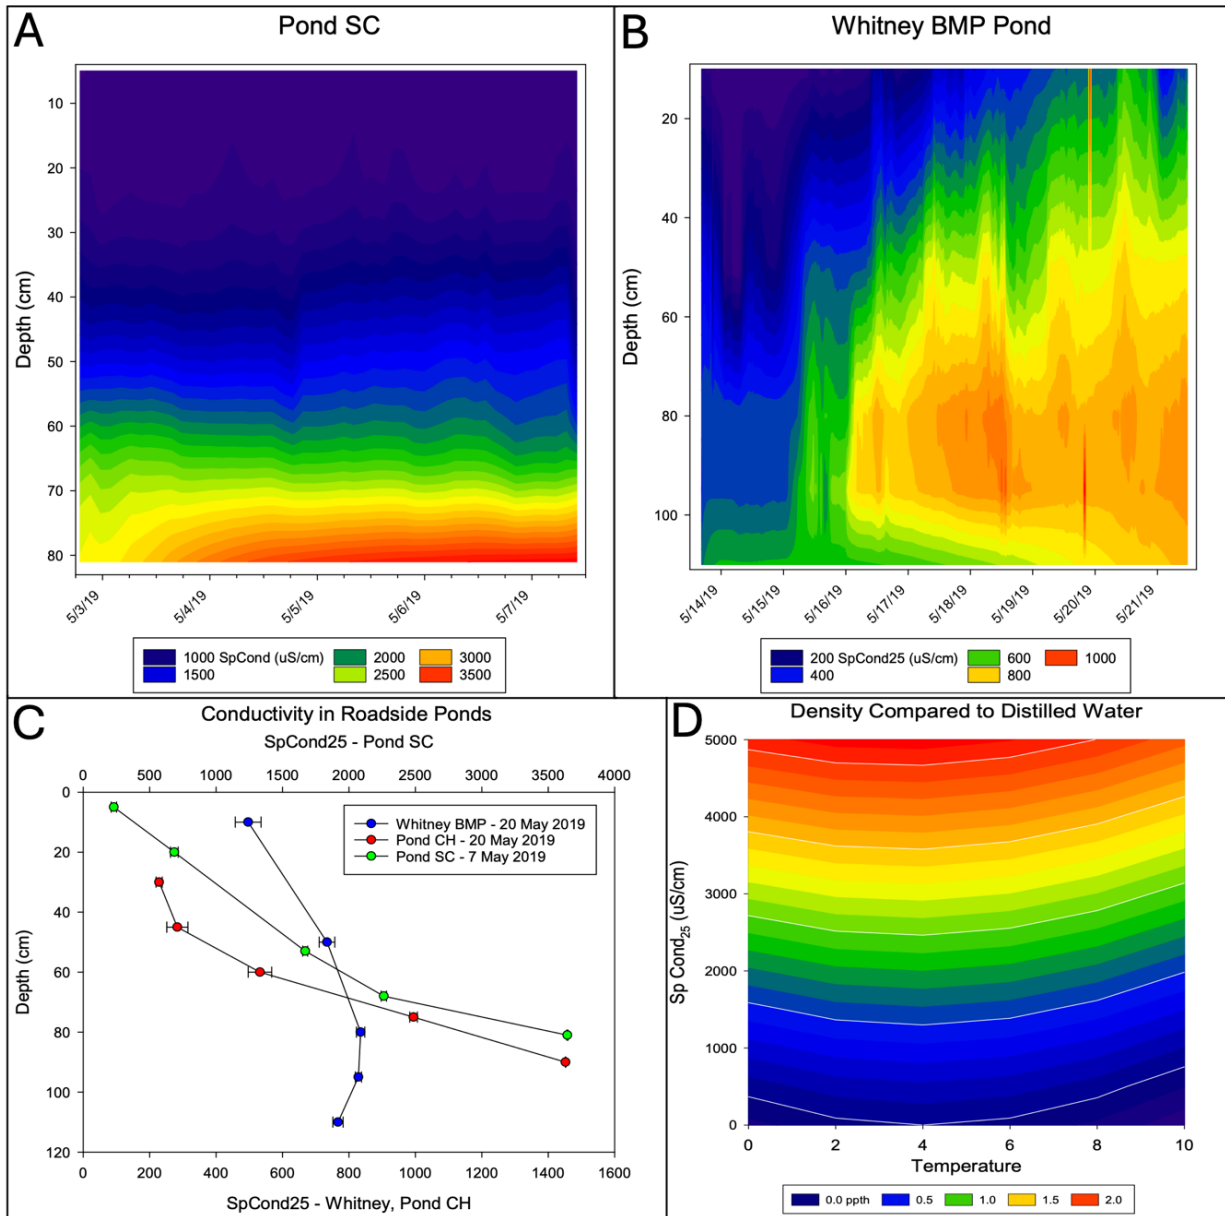 A
Pond SC
10
20
30
40
50
60
70
80
Depth (cm)
5/3/19
5/4/19
5/5/19
5/6/19
5/7/19
1000 SpCond (uS/cm)
2000
3000
1500
2500
3500
B
Whitney BMP Pond
20
40
60
80
100
Depth (cm)
5/14/19
5/15/19
5/16/19
5/17/19
5/18/19
5/19/19
5/20/19
5/21/19
200 SpCond25 (uS/cm)
600
1000
400
800
C
Conductivity in Roadside Ponds
SpCond25 - Pond SC
0 500 1000 1500 2000 2500 3000 3500 4000
0
20
40
60
80
100
120
Depth (cm)
Whitney BMP - 20 May 2019
Pond CH - 20 May 2019
Pond SC - 7 May 2019
0 200 400 600 800 1000 1200 1400 1600
SpCond25 - Whitney, Pond CH
D
Density Compared to Distilled Water
5000
4000
3000
2000
1000
0
Sp Cond25 (uS/cm)
0 2 4 6 8 10
Temperature
0.0 ppth 0.5 1.0 1.5 2.0